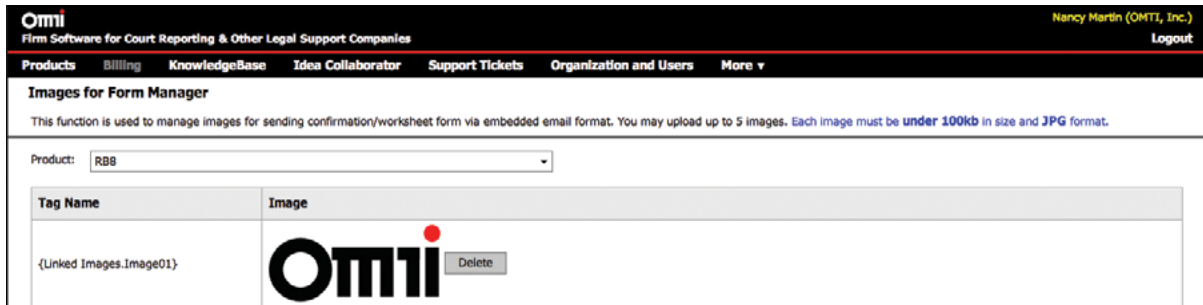 Omti
Nancy Martin (OMTI, Inc.)
Firm Software for Court Reporting & Other Legal Support Companies
Logout
Products Billing KnowledgeBase Idea Collaborator Support Tickets Organization and Users More ▾
Images for Form Manager
This function is used to manage images for sending confirmation/worksheet form via embedded email format. You may upload up to 5 images. Each image must be under 100kb in size and JPG format.
Product: RB8
Tag Name Image
{Linked Images.Image01} Omti Delete